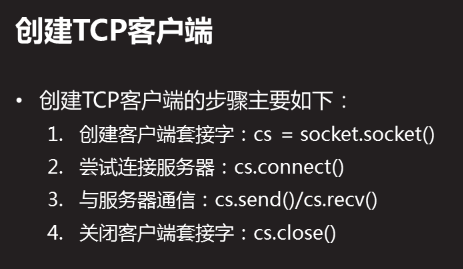 创建TCP客户端
• 创建TCP客户端的步骤主要如下：
1. 创建客户端套接字：cs = socket.socket()
2. 尝试连接服务器：cs.connect()
3. 与服务器通信：cs.send()/cs.recv()
4. 关闭客户端套接字：cs.close()